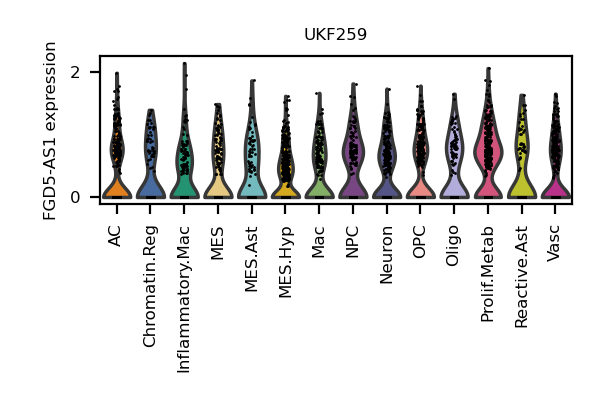 UKF259
FGD5-AS1 expression
2
0
AC
Chromatin.Reg
Inflammatory.Mac
MES
MES.Ast
MES.Hyp
Mac
NPC
Neuron
OPC
Oligo
Prolif.Metab
Reactive.Ast
Vasc